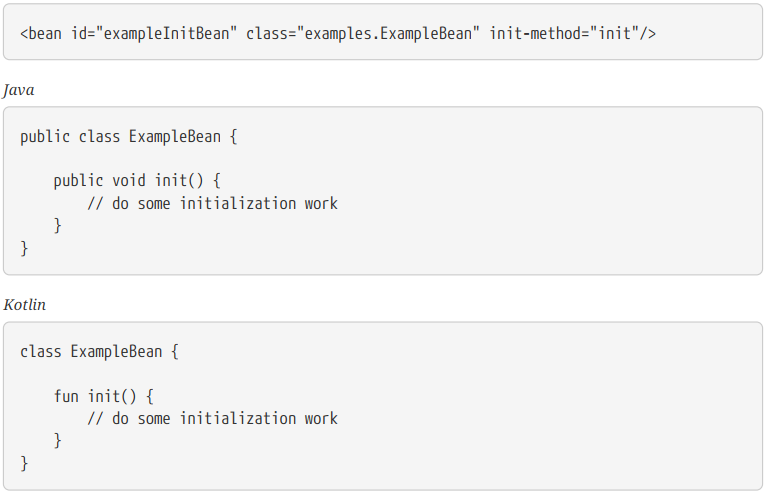 <bean id="exampleInitBean" class="examples.ExampleBean" init-method="init"/>
Java
public class ExampleBean {
    public void init() {
        // do some initialization work
    }
}
Kotlin
class ExampleBean {
    fun init() {
        // do some initialization work
    }
}